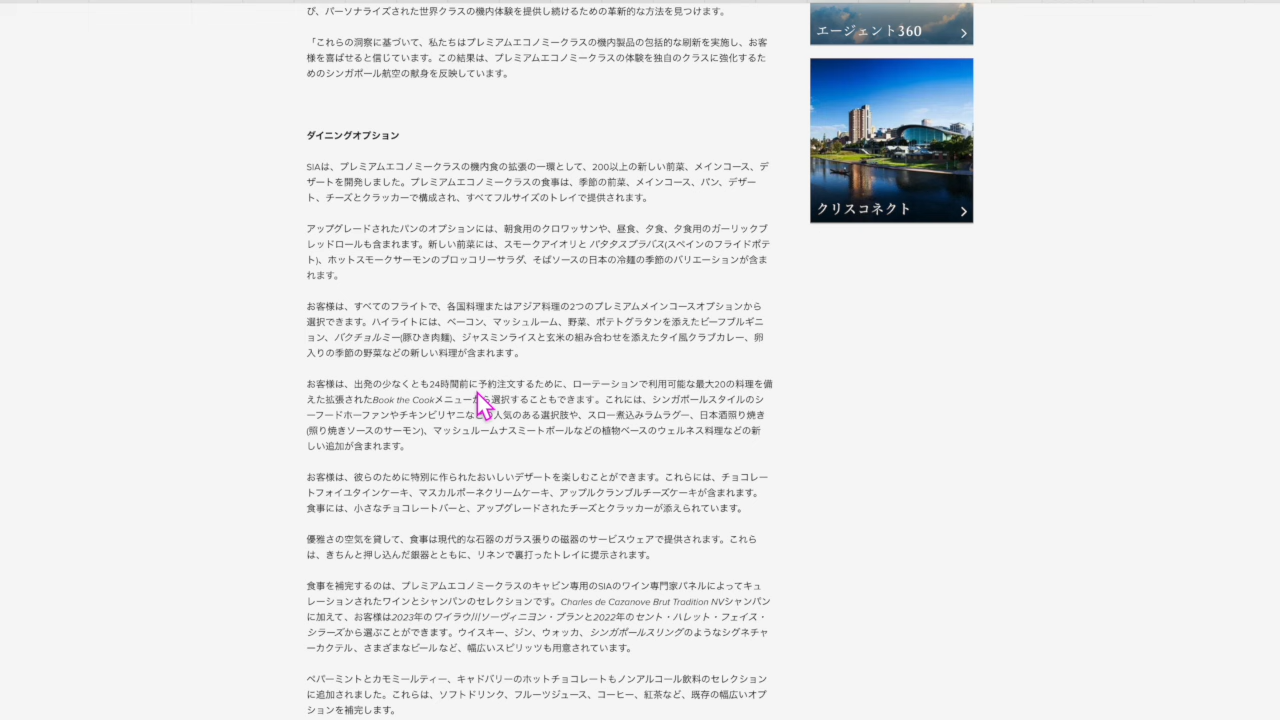 び、パーソナライズされた世界クラスの機内体験を提供し続けるための革新的な方法を見つけます。
「これらの洞察に基づいて、私たちはプレミアムエコノミークラスの機内製品の包括的な刷新を実施し、お客
様を喜ばせると信じています。この結果は、プレミアムエコノミークラスの体験を独自のクラスに強化するた
めのシンガポール航空の献身を反映しています。
ダイニングオプション
SIAは、プレミアムエコノミークラスの機内食の拡張の一環として、200以上の新しい前菜、メインコース、デ
ザートを開発しました。プレミアムエコノミークラスの食事は、季節の前菜、メインコース、パン、デザー
ト、チーズとクラッカーで構成され、すべてフルサイズのトレイで提供されます。
アップグレードされたパンのオプションには、朝食用のクロワッサンや、昼食、夕食、夕食用のガーリックブ
レッドロールも含まれます。新しい前菜には、スモークアイオリと パタタスブラバス(スペインのフライドポテ
ト)、ホットスモークサーモンのブロッコリーサラダ、そばソースの日本の冷麺の季節のバリエーションが含ま
れます。
お客様は、すべてのフライトで、各国料理またはアジア料理の2つのプレミアムメインコースオプションから
選択できます。ハイライトには、ベーコン、マッシュルーム、野菜、ポテトグラタンを添えたビーフブルギニ
ョン、バクチョルミー(豚ひき肉麺)、ジャスミンライスと玄米の組み合わせを添えたタイ風クラブカレー、卵
入りの季節の野菜などの新しい料理が含まれます。
お客様は、出発の少なくとも24時間前に予約注文するために、ローテーションで利用可能な最大20の料理を備
えた拡張されたBook the Cookメニューから選択することもできます。これには、シンガポールスタイルのシ
ーフードホーファンやチキンビリヤニなどの人気のある選択肢や、スロー煮込みラムラグー、日本酒照り焼き
(照り焼きソースのサーモン)、マッシュルームナスミートボールなどの植物ベースのウェルネス料理などの新
しい追加が含まれます。
お客様は、彼らのために特別に作られたおいしいデザートを楽しむことができます。これらには、チョコレー
トフォイユタインケーキ、マスカルポーネクリームケーキ、アップルクランブルチーズケーキが含まれます。
食事には、小さなチョコレートバーと、アップグレードされたチーズとクラッカーが添えられています。
優雅さの空気を貸して、食事は現代的な石器のガラス張りの磁器のサービスウェアで提供されます。これら
は、きちんと押し込んだ銀器とともに、リネンで裏打ったトレイに提示されます。
食事を補完するのは、プレミアムエコノミークラスのキャビン専用のSIAのワイン専門家パネルによってキュ
レーションされたワインとシャンパンのセレクションです。Charles de Cazanove Brut Tradition NVシャンパン
に加えて、お客様は2023年のワイラウ川ソーヴィニヨン・ブランと2022年のセント・ハレット・フェイス・
シラーズから選ぶことができます。ウイスキー、ジン、ウォッカ、シンガポールスリングのようなシグネチャ
ーカクテル、さまざまなビールなど、幅広いスピリッツも用意されています。
ペパーミントとカモミールティー、キャドバリーのホットチョコレートもノンアルコール飲料のセレクション
に追加されました。これらは、ソフトドリンク、フルーツジュース、コーヒー、紅茶など、既存の幅広いオプ
ションを補完します。
エージェント360
クリスコネクト